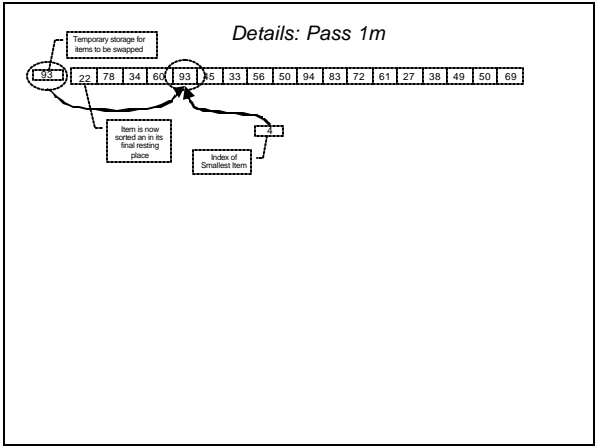 Details: Pass 1m
Temporary storage for
items to be swapped
93
22 78 34 60 93 45 33 56 50 94 83 72 61 27 38 49 50 69
4
Item is now
sorted an in its
final resting
place
Index of
Smallest Item